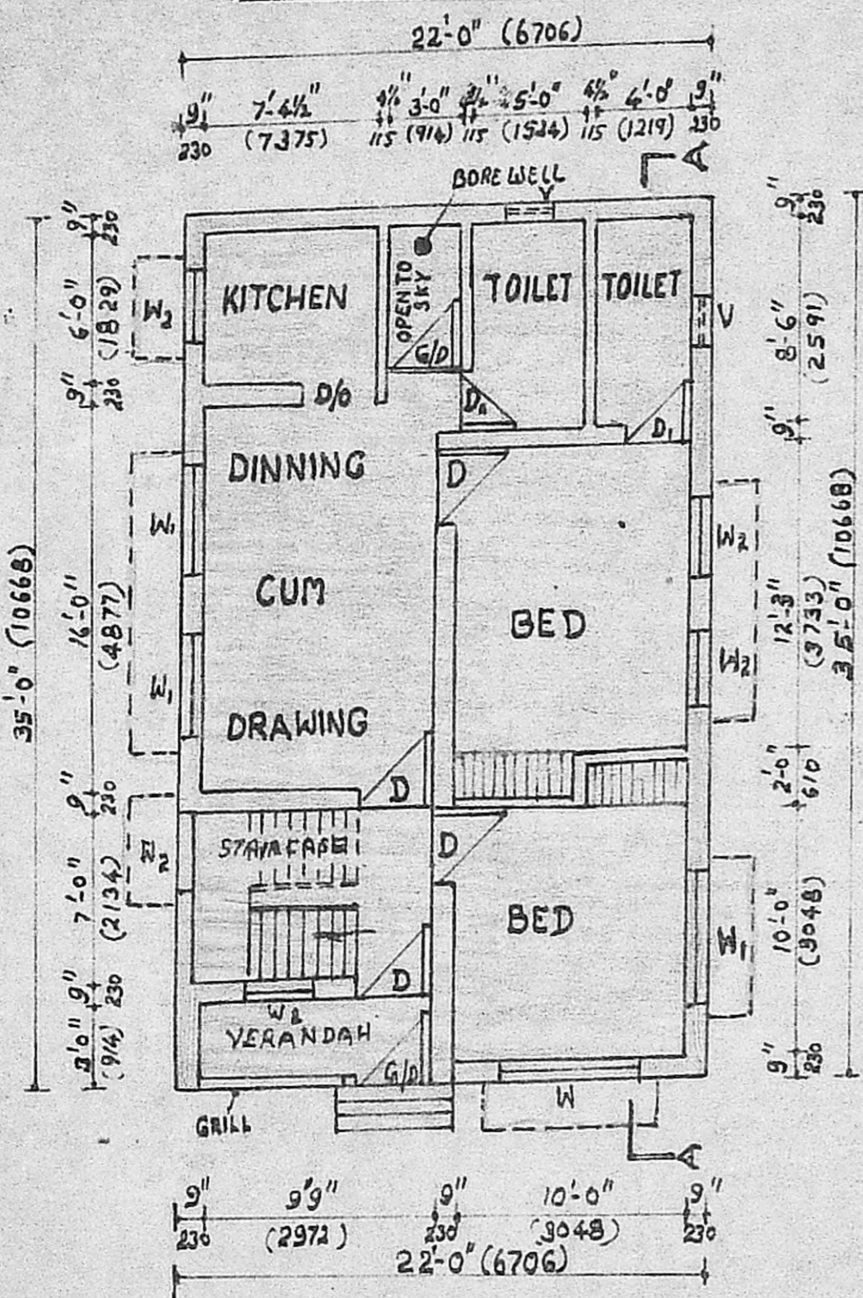 22'-0" (6706)
9" 7'-4½" 4½" 3'-0" 4½" 5'-0" 4½" 4'-0" 9"
230 (7375) 115 (914) 115 (1524) 115 (1219) 230
A
BORE WELL
V
KITCHEN
OPEN TO
SKY
G/D
TOILET
TOILET
V
D/O
D1
DINNING
CUM
DRAWING
D
BED
D
STAIRCASE
D
BED
D
W2
VERANDAH
G/D
GRILL
W
A
W2
W1
W1
W2
W2
W2
W1
35'-0" (10668)
9" 230
6'-0" (1829)
9" 230
16'-0" (4877)
9" 230
7'-0" (2134)
9" 230
3'0" (914)
9" 230
8'-6" (2591)
9"
12'-3" (3733)
2'-0" 610
10'-0" (3048)
9" 230
35'-0" (10668)
9" 9'9" 9" 10'-0" 9"
230 (2972) 230 (3048) 230
22'-0" (6706)